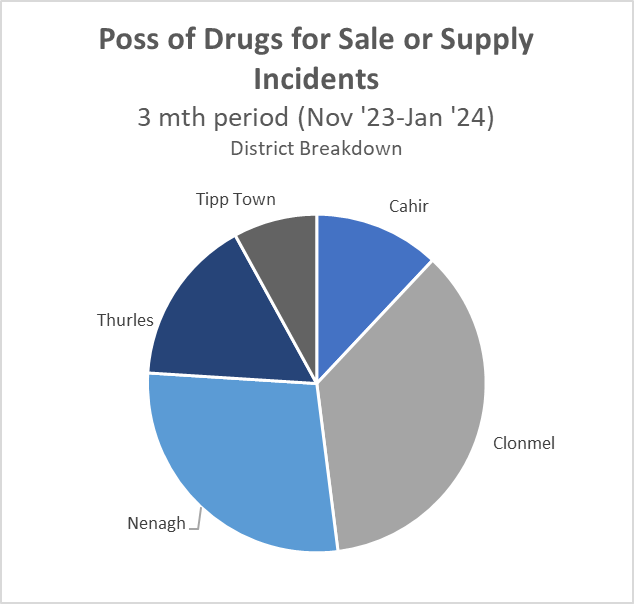 Poss of Drugs for Sale or Supply
Incidents
3 mth period (Nov '23-Jan '24)
District Breakdown
Tipp Town
Cahir
Thurles
Clonmel
Nenagh